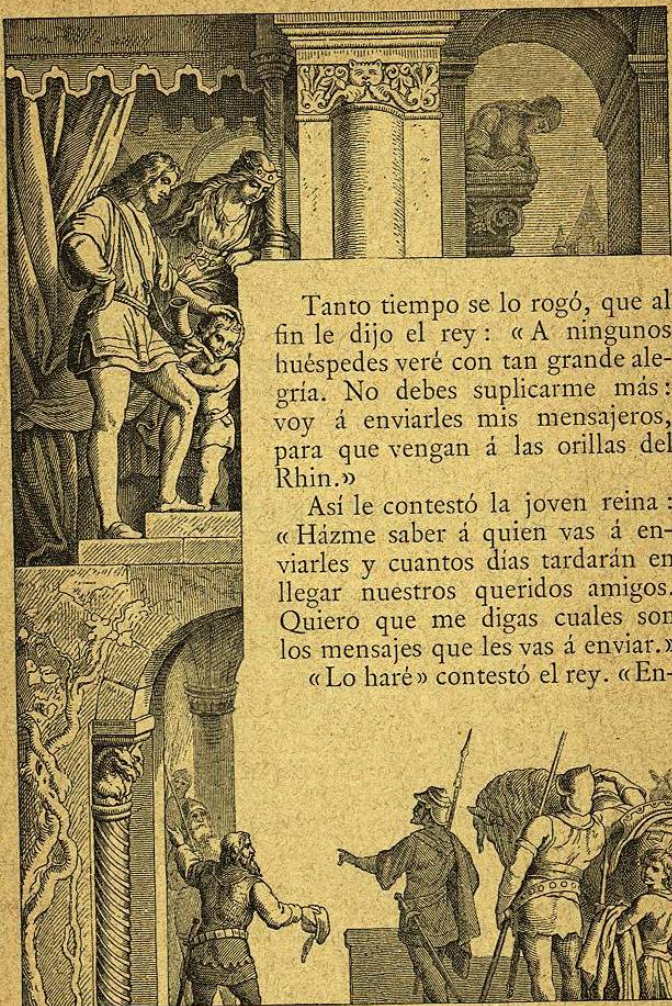 Tanto tiempo se lo rogó, que al
fin le dijo el rey : « A ningunos
huéspedes veré con tan grande ale-
gría. No debes suplicarme más :
voy á enviarles mis mensajeros,
para que vengan á las orillas del
Rhin.»
Así le contestó la joven reina :
« Házme saber á quien vas á en-
viarles y cuantos días tardarán en
llegar nuestros queridos amigos.
Quiero que me digas cuales son
los mensajes que les vas á enviar.»
«Lo haré» contestó el rey. «En-